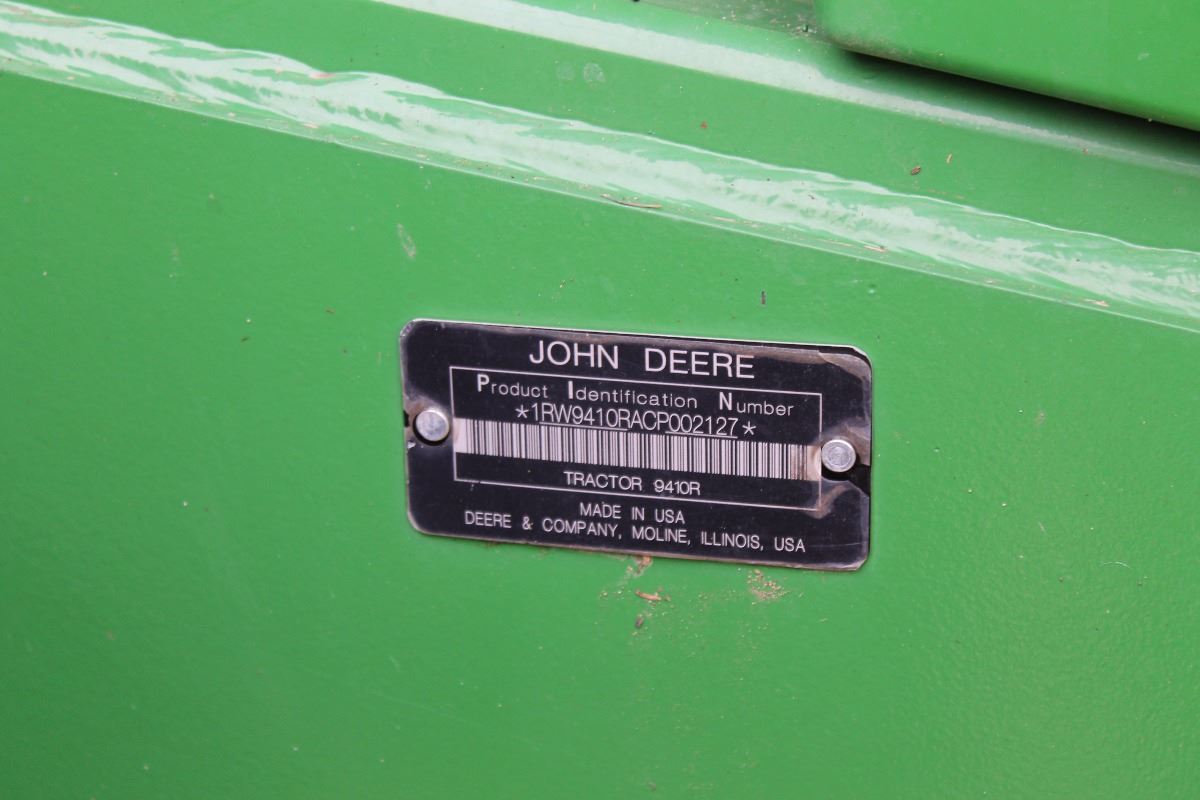 JOHN DEERE
Product Identification Number
*1RW9410RACP002127*
TRACTOR 9410R
MADE IN USA
DEERE & COMPANY, MOLINE, ILLINOIS, USA